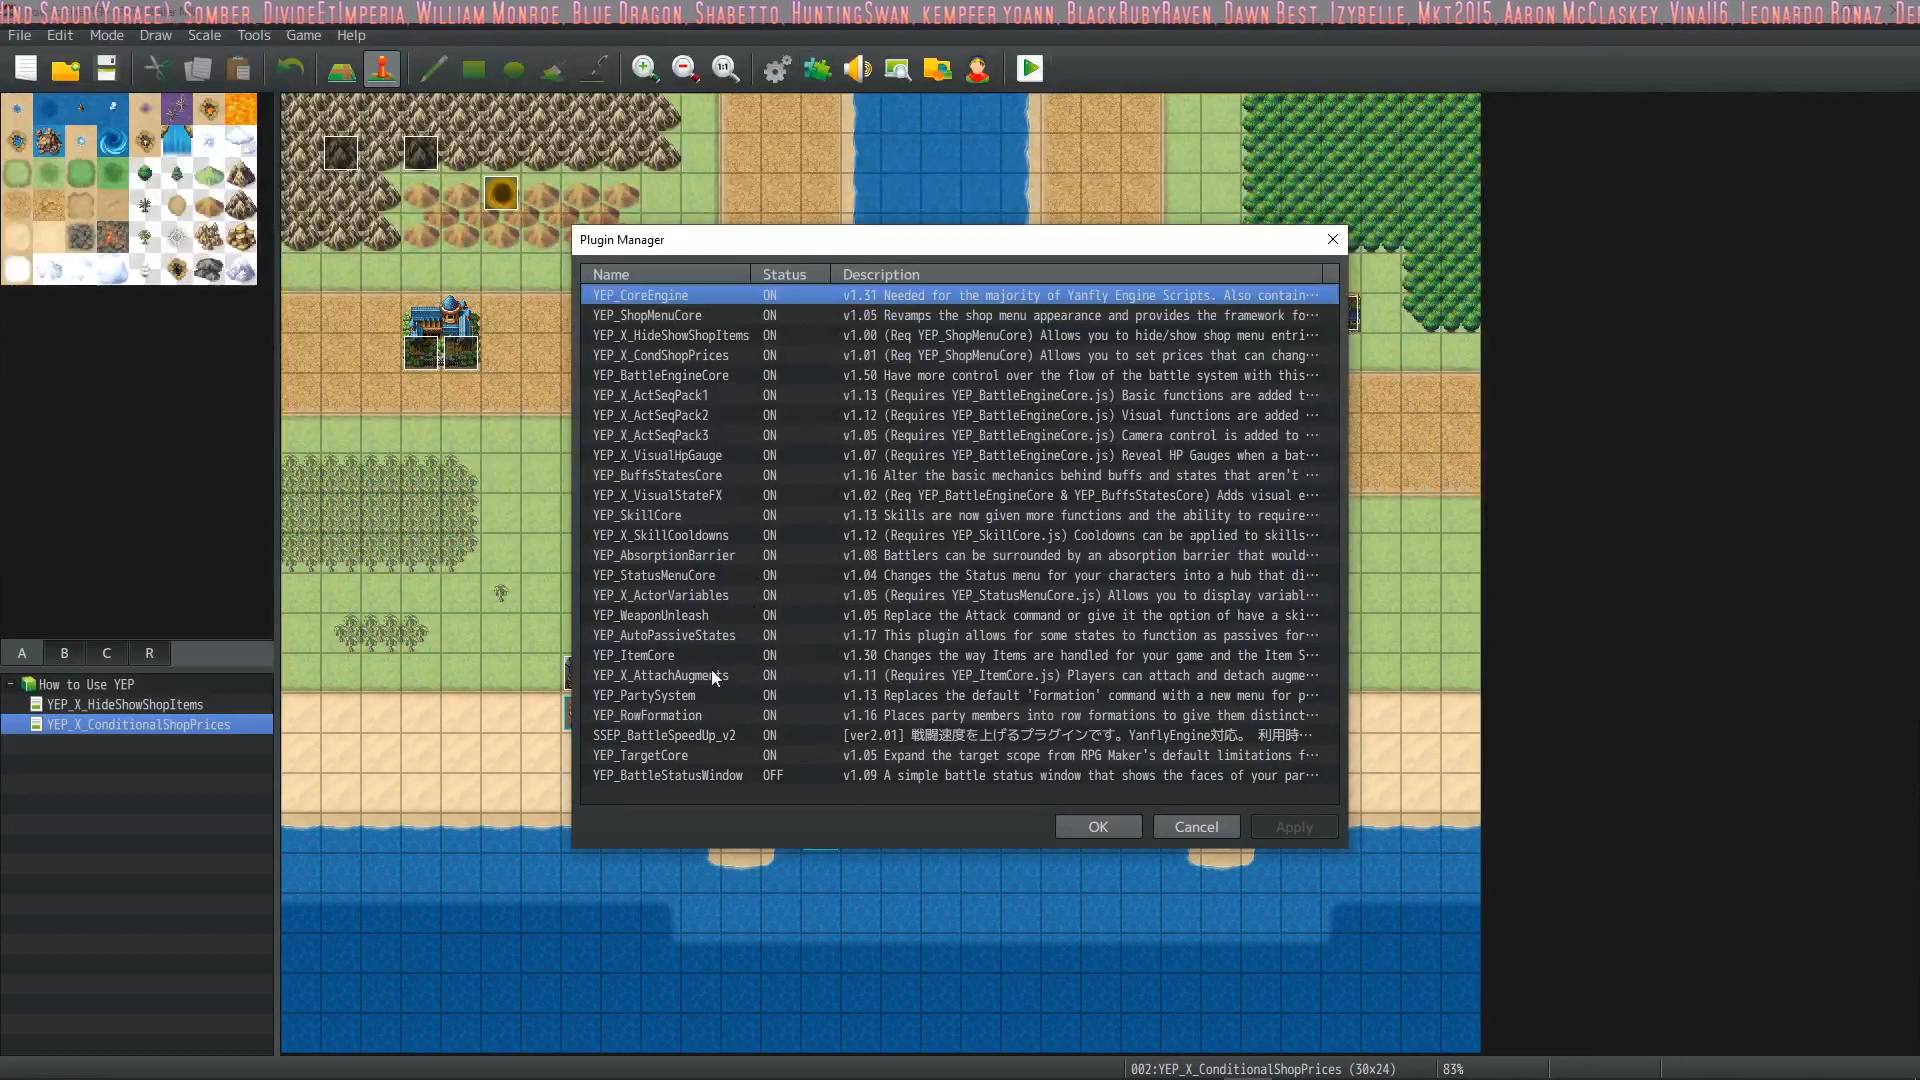 IND SAOUD, DRAEE, SOMBER, DIVIDEETIMPERIA, WILLIAM MONROE, BLUE DRAGON, SHABETTO, HUNTINGSWAN, KEMPFER YOANN, BLACKRUBYRAVEN, DAWN BEST, IZYBELLE, MKT2015, AARON MCCLASKEY, VINA116, LEONARDO RONAZ,
File Edit Mode Draw Scale Tools Game Help
1:1
Plugin Manager
Name Status Description
YEP_CoreEngine ON v1.31 Needed for the majority of Yanfly Engine Scripts. Also contain···
YEP_ShopMenuCore ON v1.05 Revamps the shop menu appearance and provides the framework fo···
YEP_X_HideShowShopItems ON v1.00 (Req YEP_ShopMenuCore) Allows you to hide/show shop menu entri···
YEP_X_CondShopPrices ON v1.01 (Req YEP_ShopMenuCore) Allows you to set prices that can chang···
YEP_BattleEngineCore ON v1.50 Have more control over the flow of the battle system with this···
YEP_X_ActSeqPack1 ON v1.13 (Requires YEP_BattleEngineCore.js) Basic functions are added t···
YEP_X_ActSeqPack2 ON v1.12 (Requires YEP_BattleEngineCore.js) Visual functions are added ···
YEP_X_ActSeqPack3 ON v1.05 (Requires YEP_BattleEngineCore.js) Camera control is added to ···
YEP_X_VisualHpGauge ON v1.07 (Requires YEP_BattleEngineCore.js) Reveal HP Gauges when a bat···
YEP_BuffsStatesCore ON v1.16 Alter the basic mechanics behind buffs and states that aren't ···
YEP_X_VisualStateFX ON v1.02 (Req YEP_BattleEngineCore & YEP_BuffsStatesCore) Adds visual e···
YEP_SkillCore ON v1.13 Skills are now given more functions and the ability to require···
YEP_X_SkillCooldowns ON v1.12 (Requires YEP_SkillCore.js) Cooldowns can be applied to skills···
YEP_AbsorptionBarrier ON v1.08 Battlers can be surrounded by an absorption barrier that would···
YEP_StatusMenuCore ON v1.04 Changes the Status menu for your characters into a hub that di···
YEP_X_ActorVariables ON v1.05 (Requires YEP_StatusMenuCore.js) Allows you to display variabl···
YEP_WeaponUnleash ON v1.05 Replace the Attack command or give it the option of have a ski···
YEP_AutoPassiveStates ON v1.17 This plugin allows for some states to function as passives for···
YEP_ItemCore ON v1.30 Changes the way Items are handled for your game and the Item S···
YEP_X_AttachAugments ON v1.11 (Requires YEP_ItemCore.js) Players can attach and detach augme···
YEP_PartySystem ON v1.13 Replaces the default 'Formation' command with a new menu for p···
YEP_RowFormation ON v1.16 Places party members into row formations to give them distinct···
SSEP_BattleSpeedUp_v2 ON [ver2.01] 戦闘速度を上げるプラグインです。YanflyEngine対応。 利用時···
YEP_TargetCore ON v1.05 Expand the target scope from RPG Maker's default limitations f···
YEP_BattleStatusWindow OFF v1.09 A simple battle status window that shows the faces of your par···
OK Cancel Apply
A B C R
How to Use YEP
YEP_X_HideShowShopItems
YEP_X_ConditionalShopPrices
002:YEP_X_ConditionalShopPrices (30x24) 83%